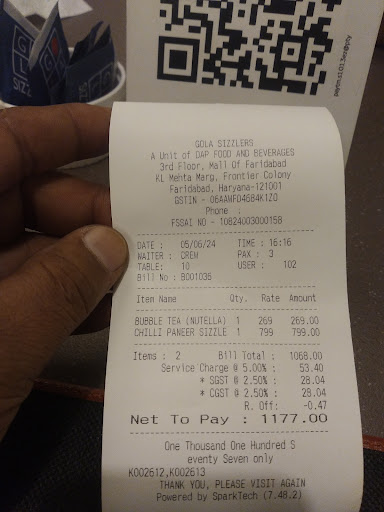 GOLA SIZZLERS
A Unit of DAP FOOD AND BEVERAGES
3rd Floor, Mall Of Faridabad
KL Mehta Marg, Frontier Colony
Faridabad, Haryana-121001
GSTIN - 06AAWFD4684K1ZO
Phone :
FSSAI NO - 10824003000158
DATE : 05/06/24 TIME : 16:16
WAITER : CREW PAX : 3
TABLE: 10 USER : 102
Bill No : B001036
Item Name Qty. Rate Amount
BUBBLE TEA (NUTELLA) 1 269 269.00
CHILLI PANEER SIZZLE 1 799 799.00
Items : 2 Bill Total : 1068.00
Service Charge @ 5.00% : 53.40
* SGST @ 2.50% : 28.04
* CGST @ 2.50% : 28.04
R. Off: -0.47
Net To Pay : 1177.00
One Thousand One Hundred S
eventy Seven only
K002612,K002613
THANK YOU, PLEASE VISIT AGAIN
Powered by SparkTech (7.48.2)